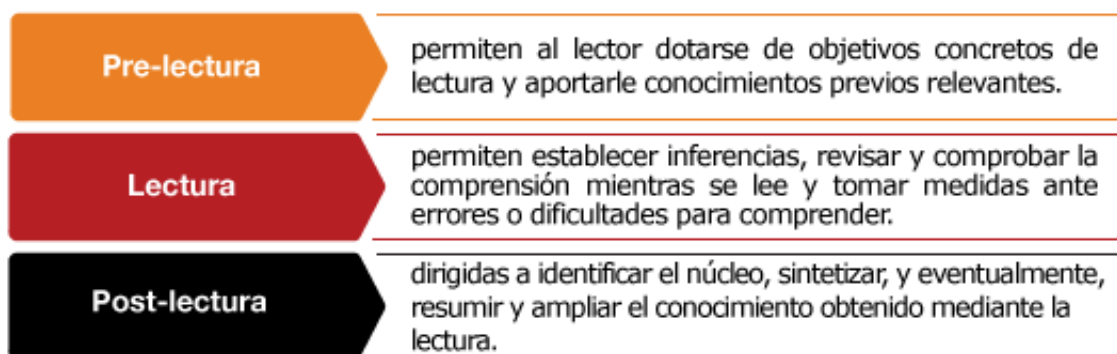 Pre-lectura
permiten al lector dotarse de objetivos concretos de
lectura y aportarle conocimientos previos relevantes.
Lectura
permiten establecer inferencias, revisar y comprobar la
comprensión mientras se lee y tomar medidas ante
errores o dificultades para comprender.
Post-lectura
dirigidas a identificar el núcleo, sintetizar, y eventualmente,
resumir y ampliar el conocimiento obtenido mediante la
lectura.